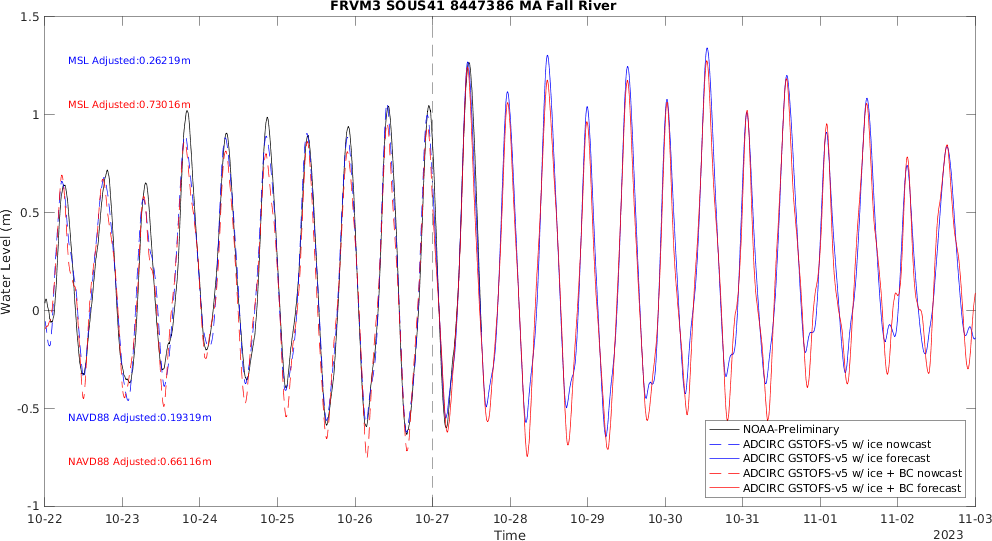 FRVM3 SOUS41 8447386 MA Fall River
1.5
1
0.5
0
-0.5
-1
Water Level (m)
MSL Adjusted:0.26219m
MSL Adjusted:0.73016m
NAVD88 Adjusted:0.19319m
NAVD88 Adjusted:0.66116m
NOAA-Preliminary
ADCIRC GSTOFS-v5 w/ ice nowcast
ADCIRC GSTOFS-v5 w/ ice forecast
ADCIRC GSTOFS-v5 w/ ice + BC nowcast
ADCIRC GSTOFS-v5 w/ ice + BC forecast
10-22 10-23 10-24 10-25 10-26 10-27 10-28 10-29 10-30 10-31 11-01 11-02 11-03
Time
2023